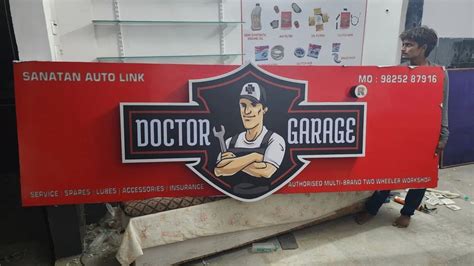 SANATAN AUTO LINK
MO : 98252 87916
DOCTOR GARAGE
SERVICE | SPARES | LUBES | ACCESSORIES | INSURANCE
AUTHORISED MULTI-BRAND TWO WHEELER WORKSHOP